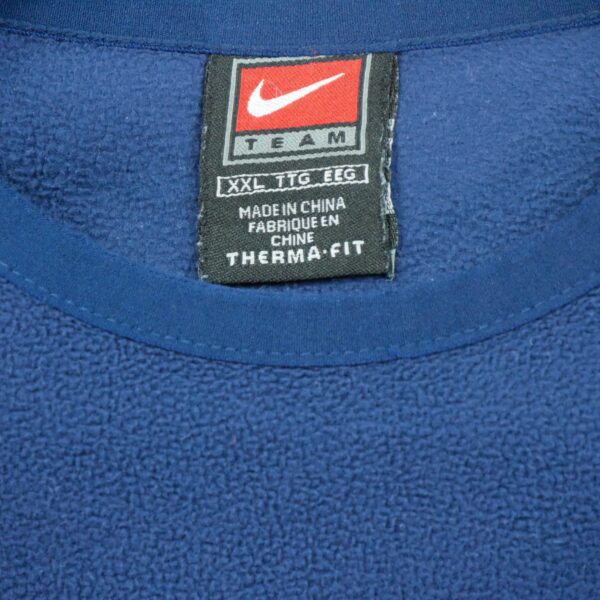 TEAM
XXL TTG EEG
MADE IN CHINA
FABRIQUE EN
CHINE
THERMA·FIT